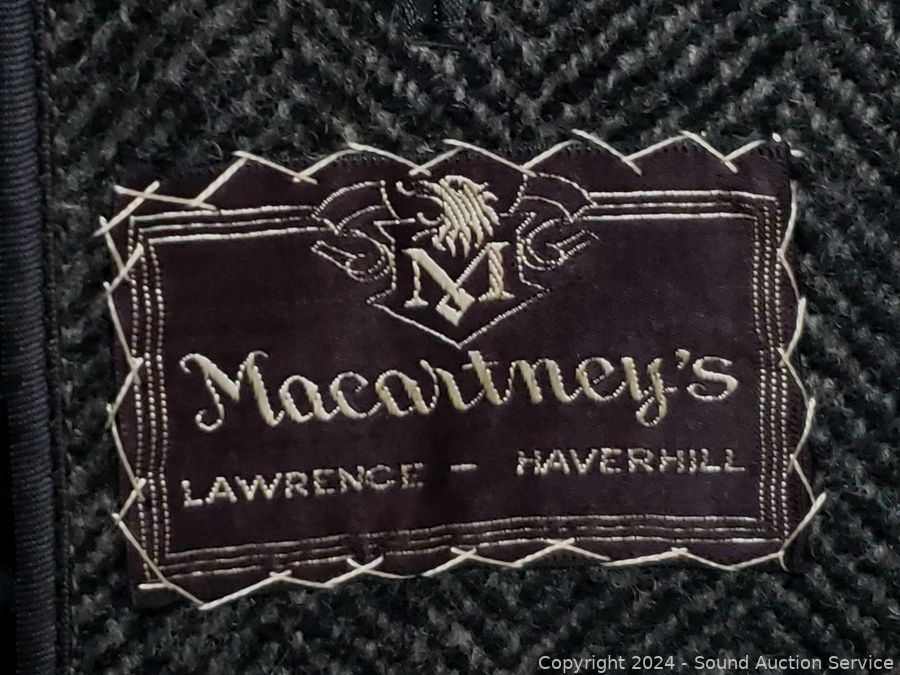 M
Macartney's
LAWRENCE - HAVERHILL
Copyright 2024 - Sound Auction Service